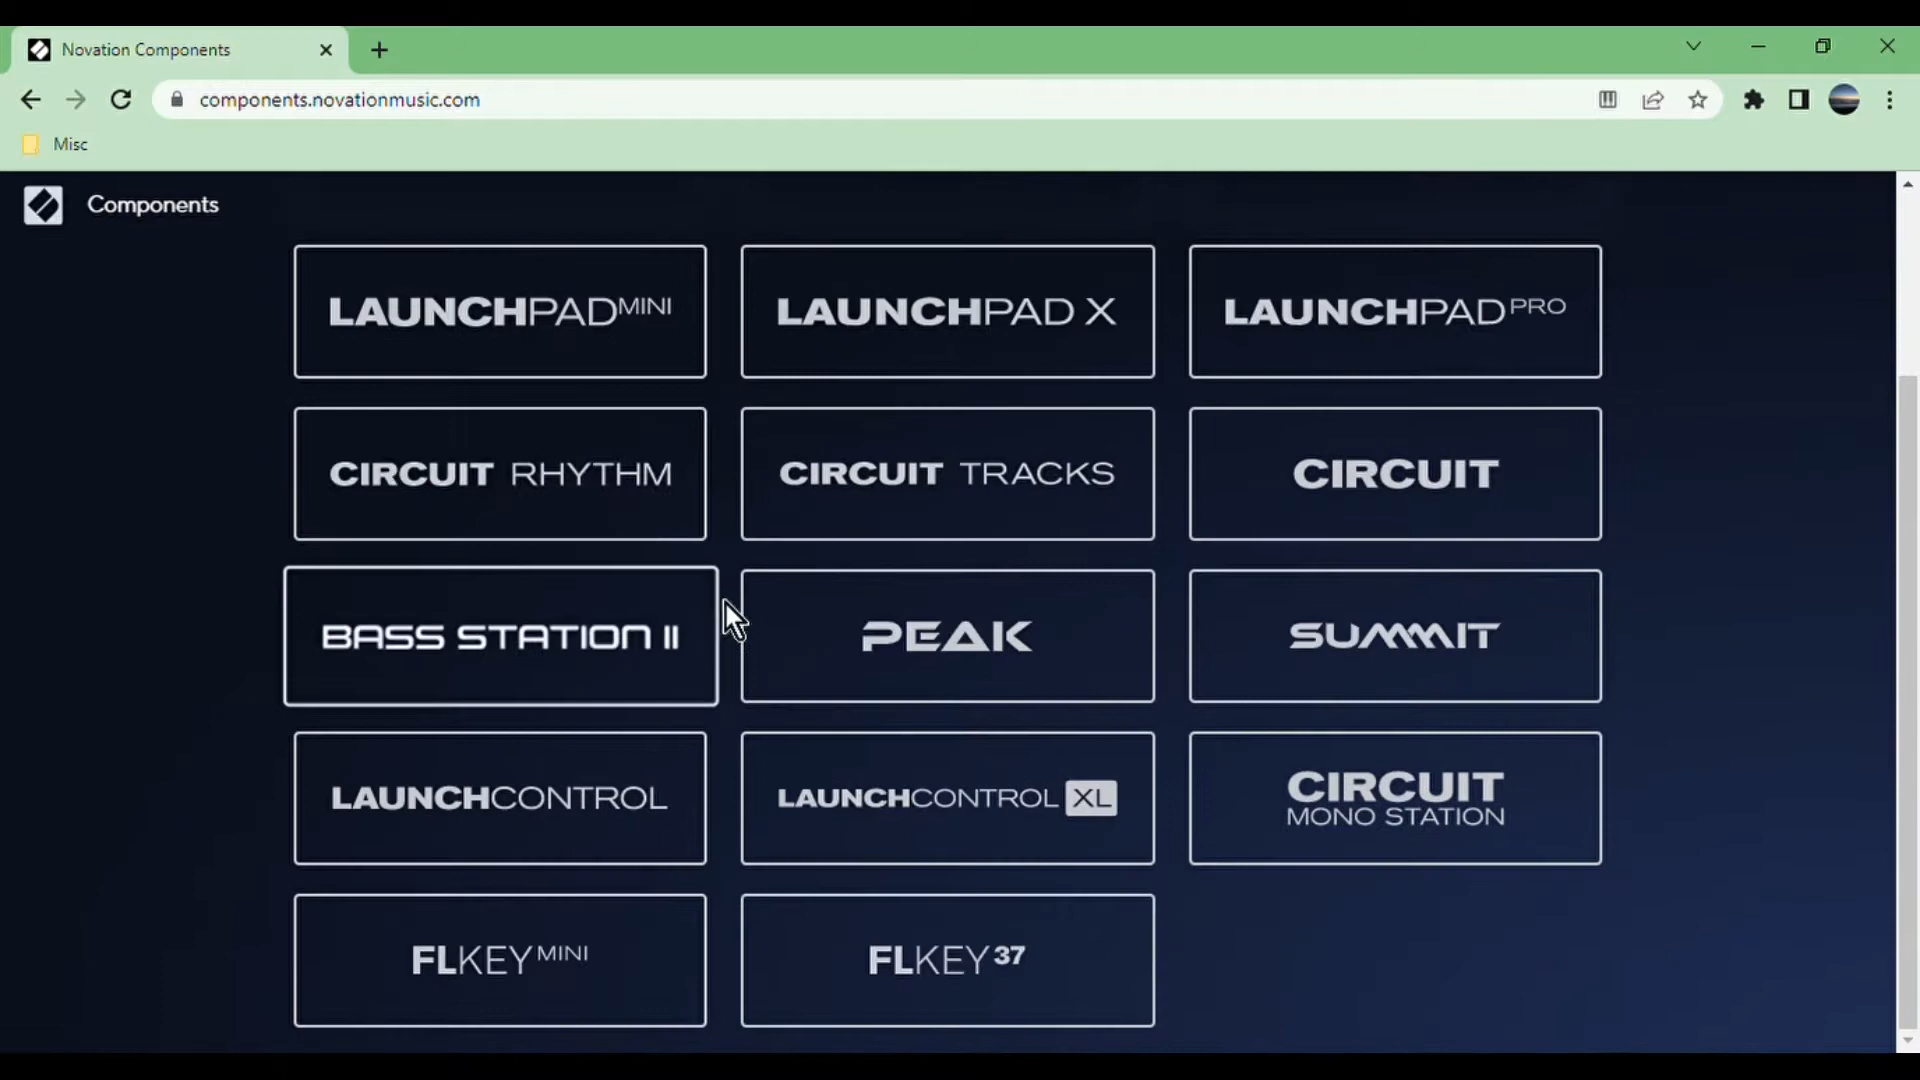 Novation Components
components.novationmusic.com
Misc
Components
LAUNCHPAD MINI
LAUNCHPAD X
LAUNCHPAD PRO
CIRCUIT RHYTHM
CIRCUIT TRACKS
CIRCUIT
BASS STATION II
PEAK
SUMMIT
LAUNCHCONTROL
LAUNCHCONTROL XL
CIRCUIT
MONO STATION
FLKEY MINI
FLKEY 37